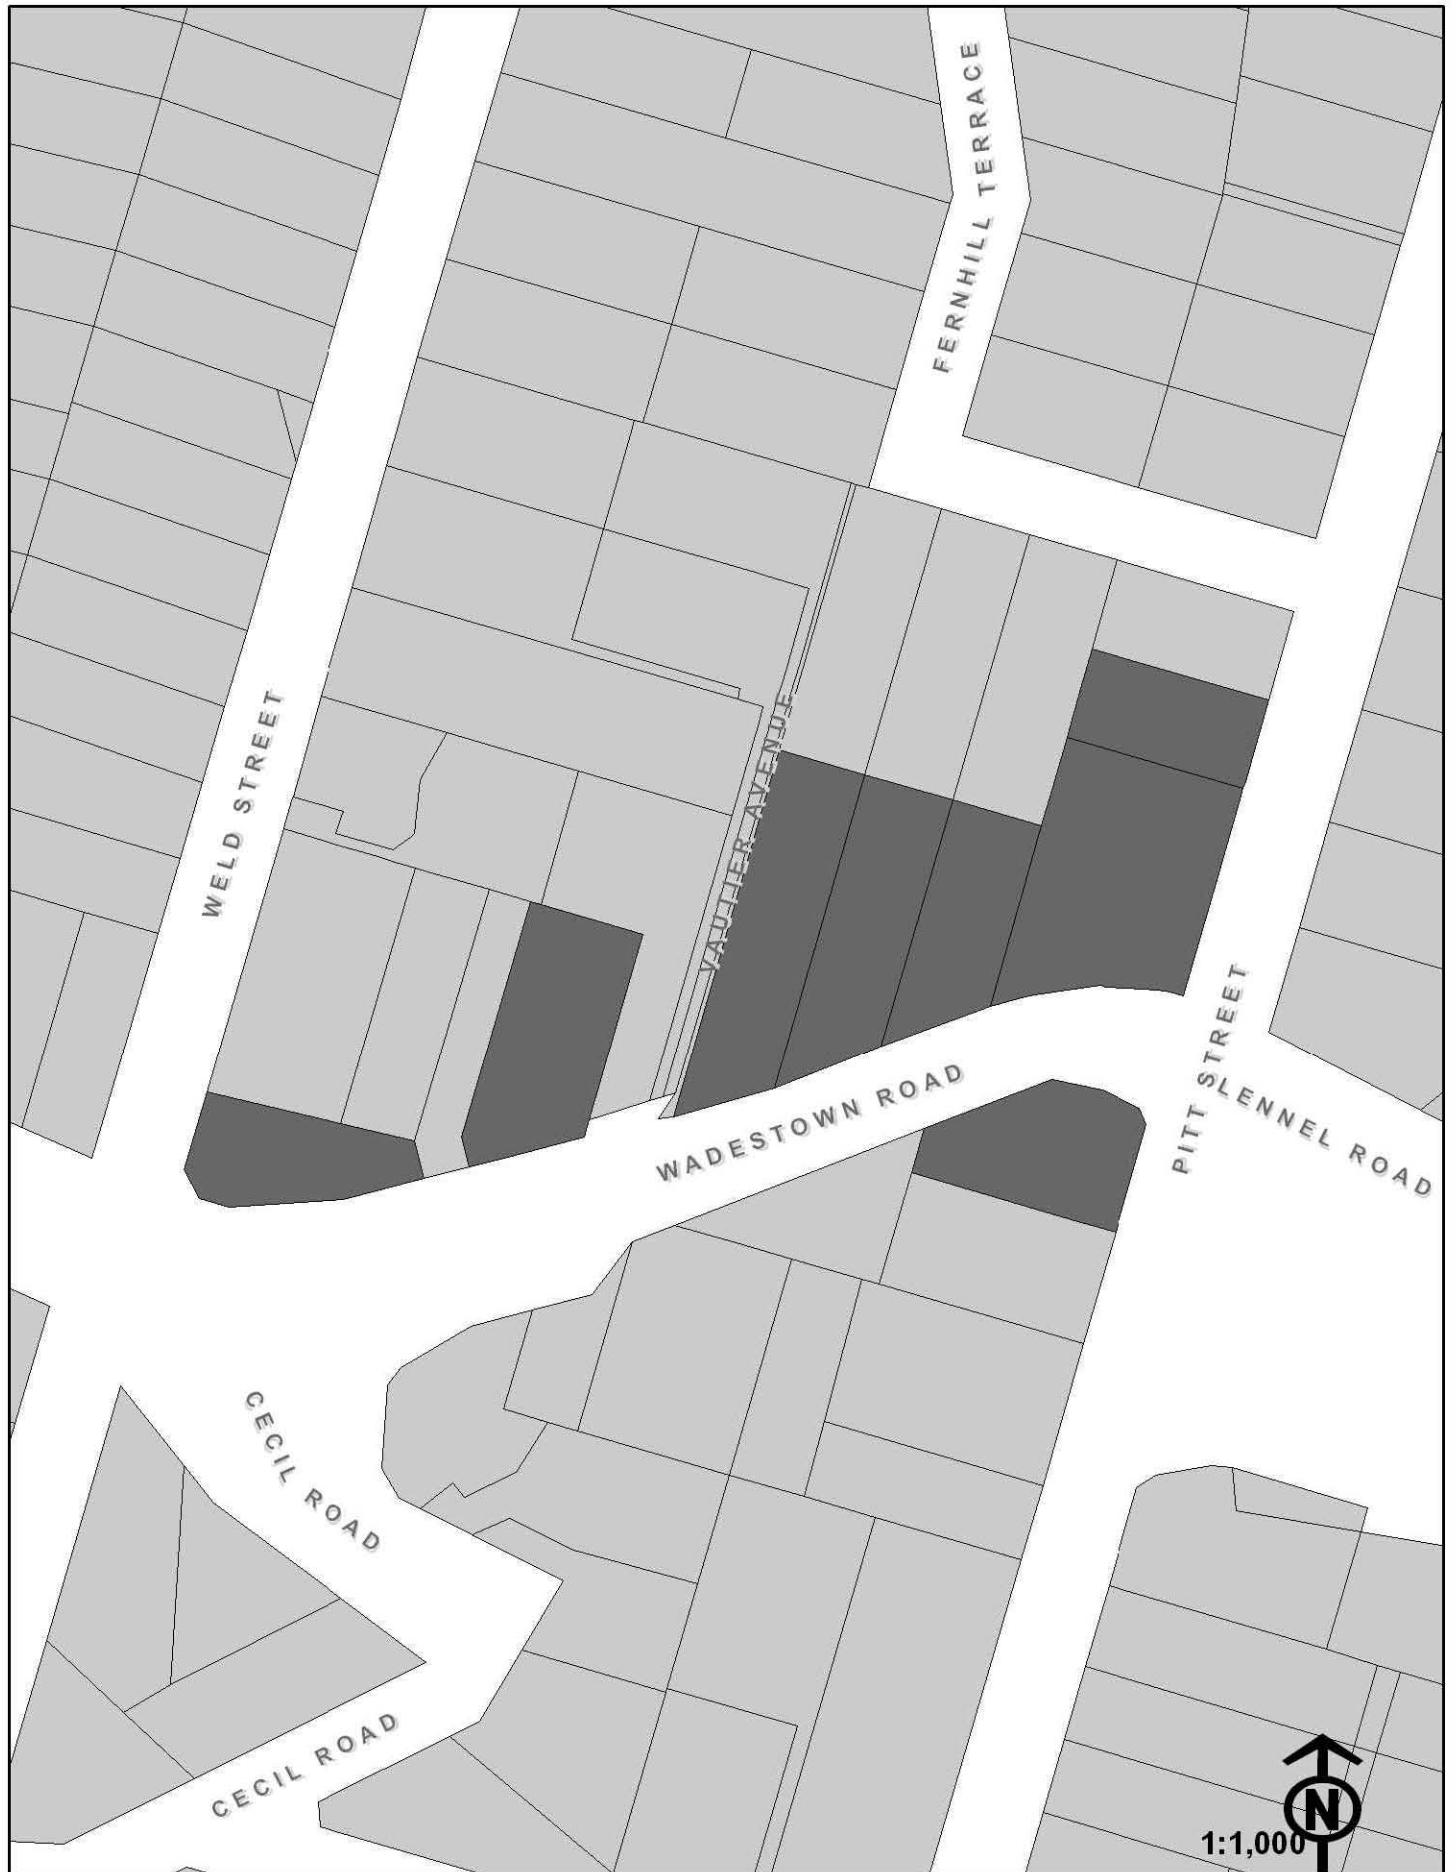 FERNHILL TERRACE
WELD STREET
VAUTIER AVENUE
WADESTOWN ROAD
PITT STREET
LENNEL ROAD
CECIL ROAD
CECIL ROAD
N
1:1,000